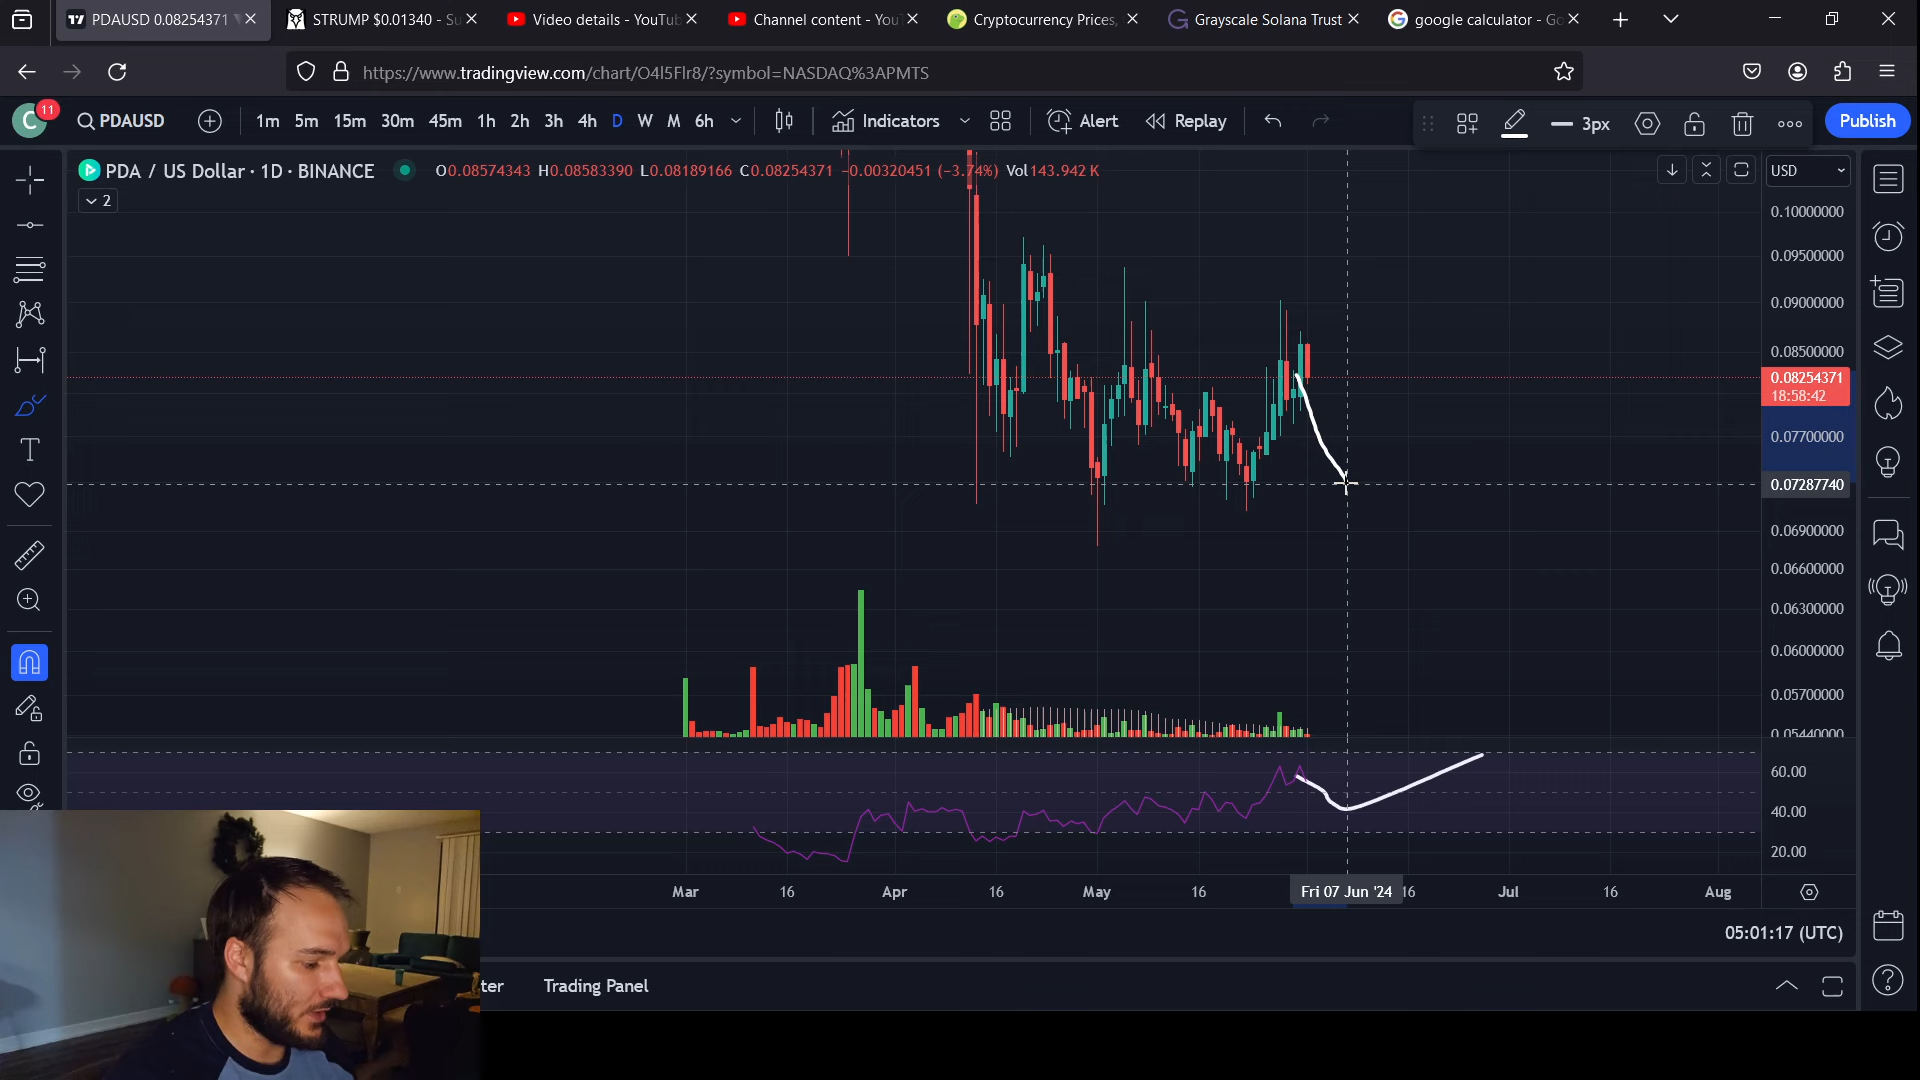 PDAUSD 0.08254371
STRUMP $0.01340 - Su
Video details - YouTub
Channel content - You
Cryptocurrency Prices,
Grayscale Solana Trust
google calculator - Go
https://www.tradingview.com/chart/O4l5Flr8/?symbol=NASDAQ%3APMTS
C 11
PDAUSD
1m 5m 15m 30m 45m 1h 2h 3h 4h D W M 6h
Indicators
Alert
Replay
3px
Publish
PDA / US Dollar · 1D · BINANCE
O0.08574343 H0.08583390 L0.08189166 C0.08254371 −0.00320451 (−3.74%) Vol143.942 K
USD
2
0.10000000
0.09500000
0.09000000
0.08500000
0.08254371
18:58:42
0.07700000
0.07287740
0.06900000
0.06600000
0.06300000
0.06000000
0.05700000
0.05440000
60.00
40.00
20.00
Mar 16 Apr 16 May 16 Fri 07 Jun '24 16 Jul 16 Aug
05:01:17 (UTC)
ter
Trading Panel